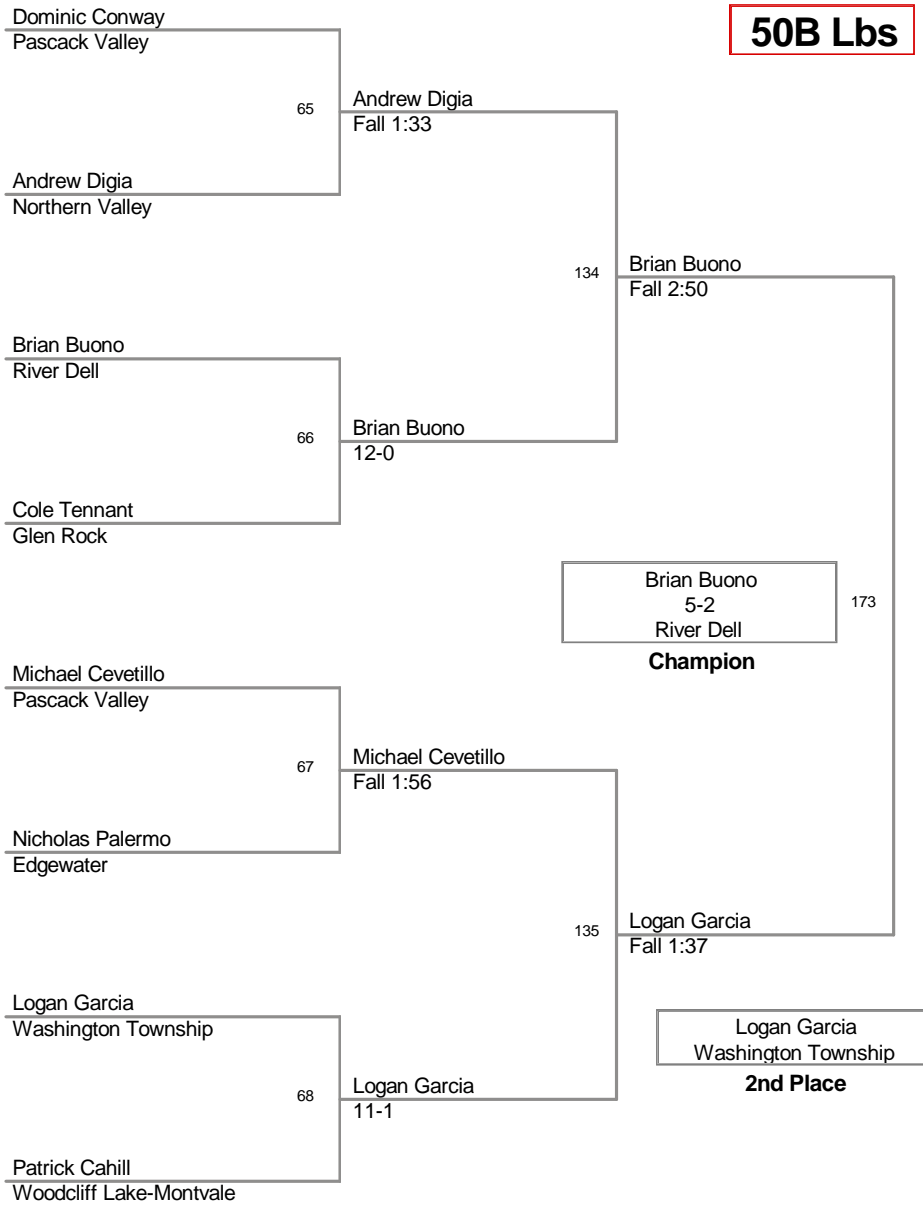 Dominic Conway
Pascack Valley
50B Lbs
65
Andrew Digia
Fall 1:33
Andrew Digia
Northern Valley
134
Brian Buono
Fall 2:50
Brian Buono
River Dell
66
Brian Buono
12-0
Cole Tennant
Glen Rock
Brian Buono
5-2
River Dell
173
Champion
Michael Cevetillo
Pascack Valley
67
Michael Cevetillo
Fall 1:56
Nicholas Palermo
Edgewater
135
Logan Garcia
Fall 1:37
Logan Garcia
Washington Township
Logan Garcia
Washington Township
2nd Place
68
Logan Garcia
11-1
Patrick Cahill
Woodcliff Lake-Montvale